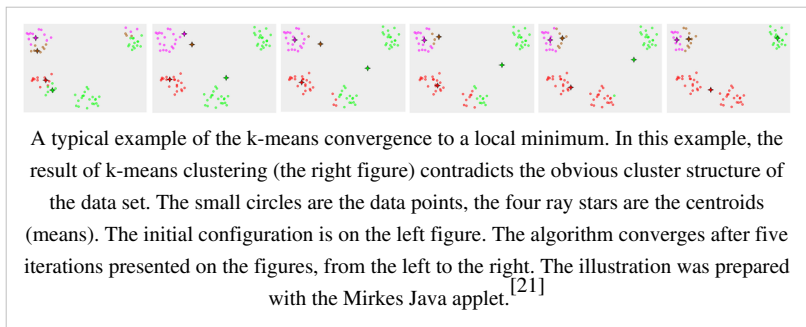 A typical example of the k-means convergence to a local minimum. In this example, the
result of k-means clustering (the right figure) contradicts the obvious cluster structure of
the data set. The small circles are the data points, the four ray stars are the centroids
(means). The initial configuration is on the left figure. The algorithm converges after five
iterations presented on the figures, from the left to the right. The illustration was prepared
with the Mirkes Java applet.[21]